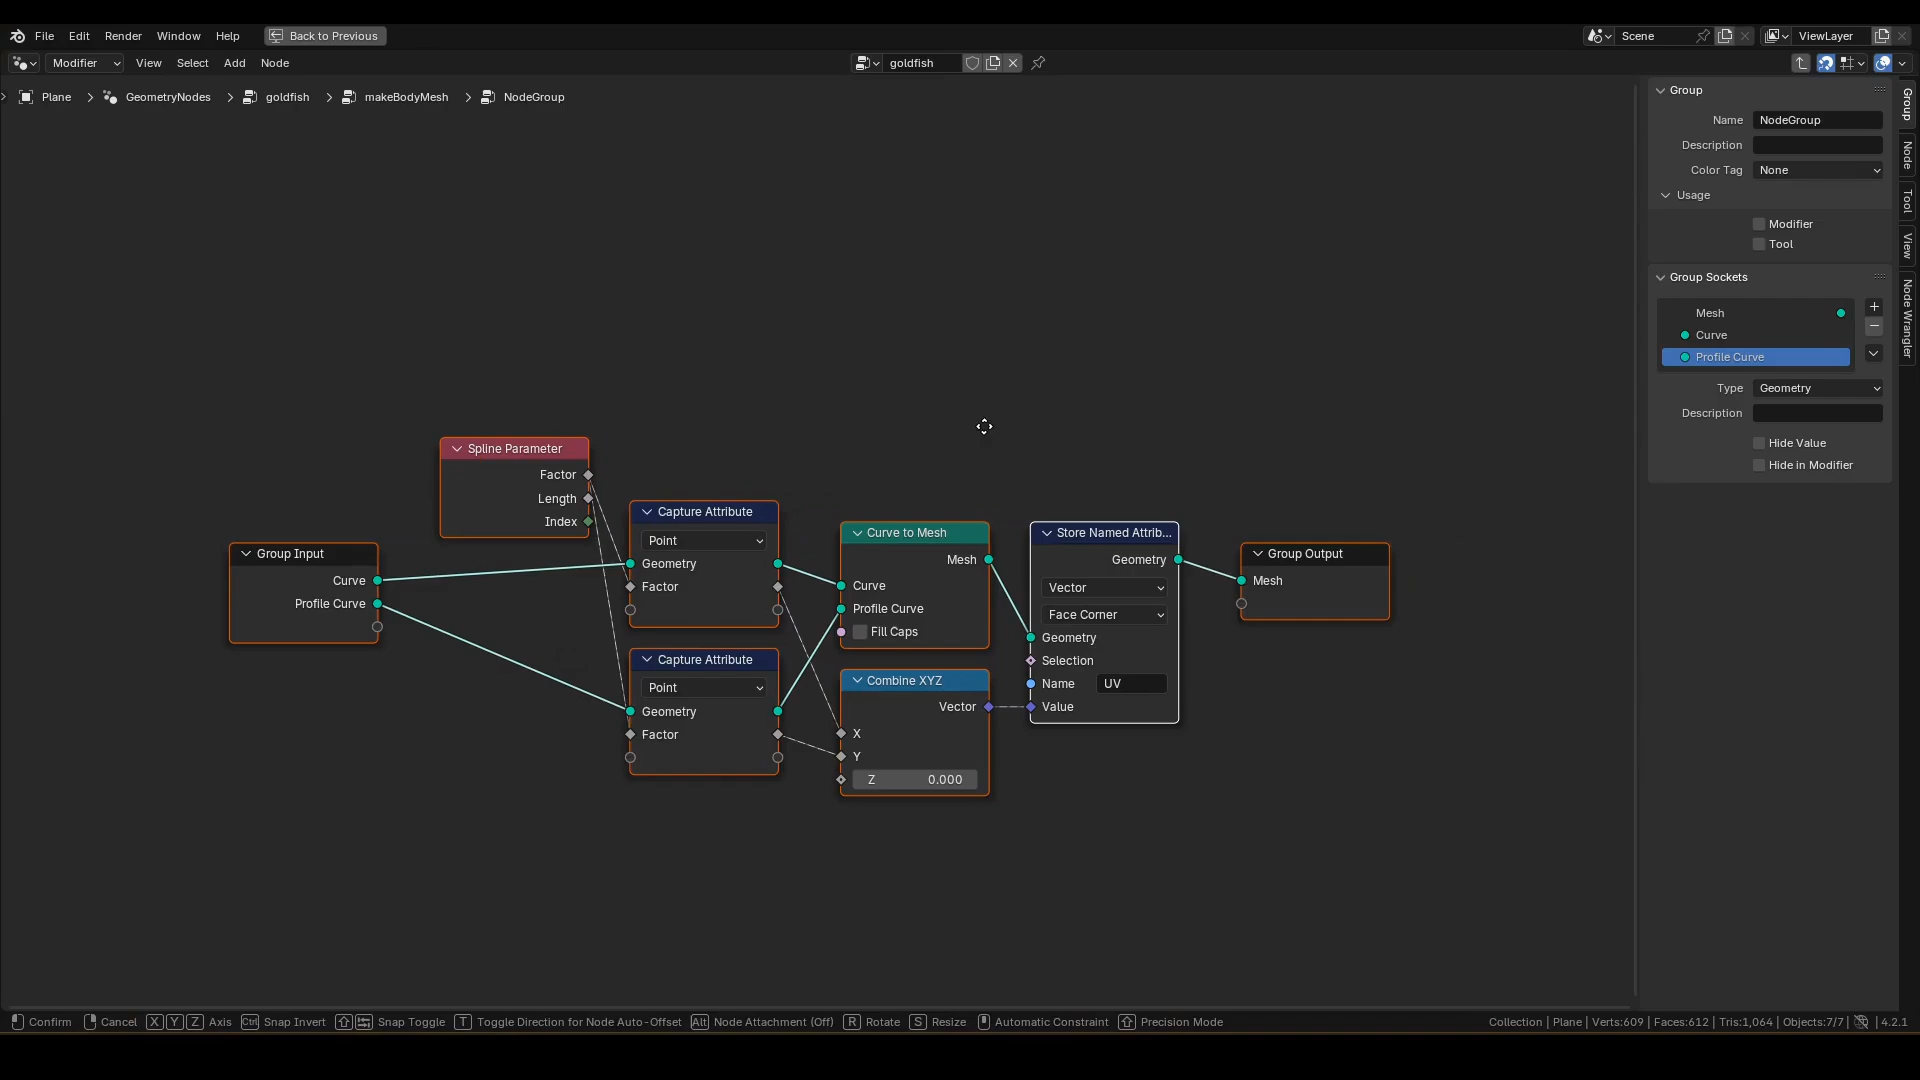 File Edit Render Window Help Back to Previous Scene ViewLayer
Modifier View Select Add Node goldfish
Plane GeometryNodes goldfish makeBodyMesh NodeGroup
Group
Name NodeGroup
Description
Color Tag None
Usage
Modifier
Tool
Group Sockets
Mesh
Curve
Profile Curve
Type Geometry
Description
Hide Value
Hide in Modifier
Group
Node
Tool
View
Node Wrangler
Group Input
Curve
Profile Curve
Spline Parameter
Factor
Length
Index
Capture Attribute
Point
Geometry
Factor
Capture Attribute
Point
Geometry
Factor
Curve to Mesh
Mesh
Curve
Profile Curve
Fill Caps
Combine XYZ
Vector
X
Y
Z 0.000
Store Named Attrib...
Geometry
Vector
Face Corner
Geometry
Selection
Name UV
Value
Group Output
Mesh
Confirm Cancel X Y Z Axis Ctrl Snap Invert Snap Toggle T Toggle Direction for Node Auto-Offset Alt Node Attachment (Off) R Rotate S Resize Automatic Constraint Precision Mode Collection | Plane | Verts:609 | Faces:612 | Tris:1,064 | Objects:7/7 | 4.2.1